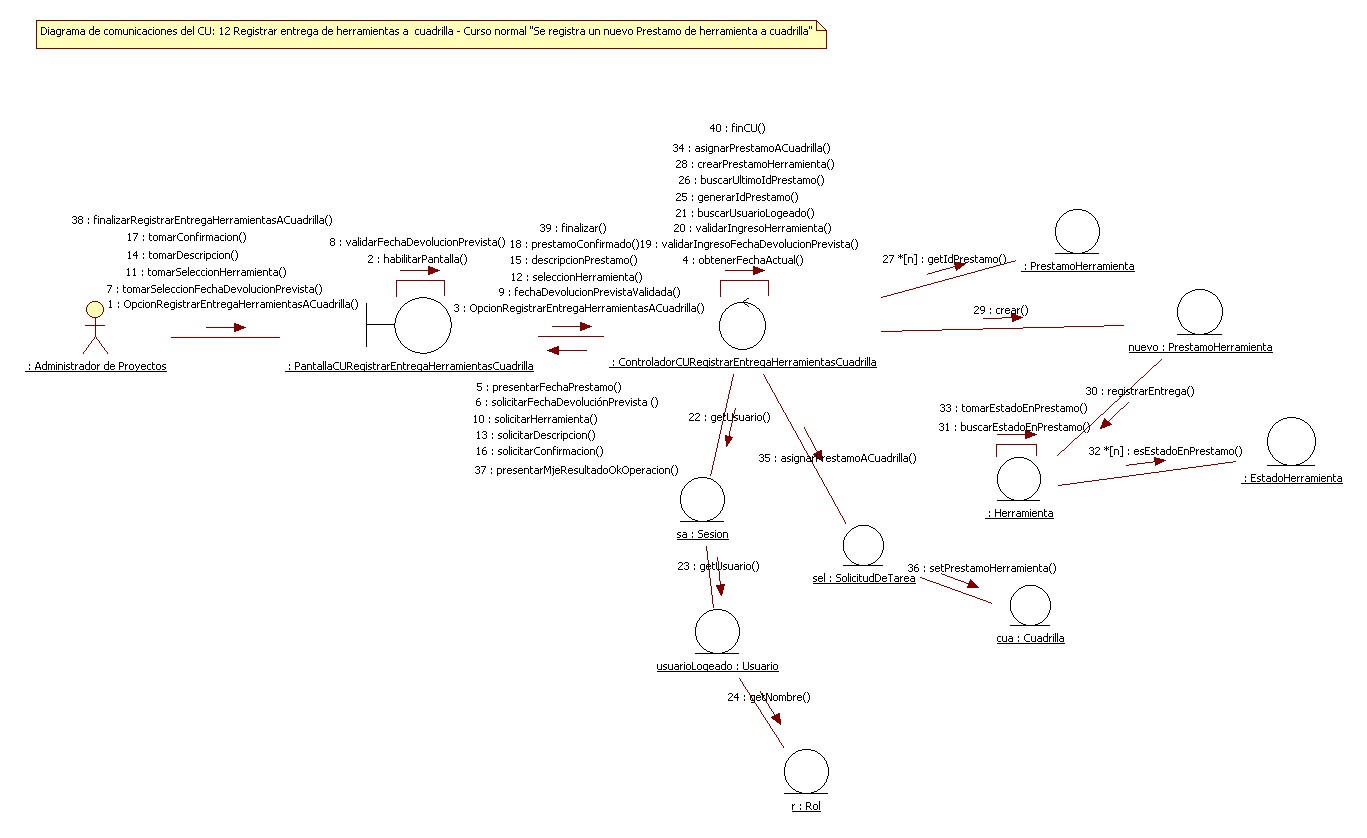 Diagrama de comunicaciones del CU: 12 Registrar entrega de herramientas a  cuadrilla - Curso normal "Se registra un nuevo Prestamo de herramienta a cuadrilla"
38 : finalizarRegistrarEntregaHerramientasACuadrilla()
17 : tomarConfirmacion()
14 : tomarDescripcion()
11 : tomarSeleccionHerramienta()
7 : tomarSeleccionFechaDevolucionPrevista()
1 : OpcionRegistrarEntregaHerramientasACuadrilla()
: Administrador de Proyectos
8 : validarFechaDevolucionPrevista()
2 : habilitarPantalla()
: PantallaCURegistrarEntregaHerramientasCuadrilla
39 : finalizar()
18 : prestamoConfirmado()
15 : descripcionPrestamo()
12 : seleccionHerramienta()
9 : fechaDevolucionPrevistaValidada()
3 : OpcionRegistrarEntregaHerramientasACuadrilla()
5 : presentarFechaPrestamo()
6 : solicitarFechaDevoluciónPrevista ()
10 : solicitarHerramienta()
13 : solicitarDescripcion()
16 : solicitarConfirmacion()
37 : presentarMjeResultadoOkOperacion()
40 : finCU()
34 : asignarPrestamoACuadrilla()
28 : crearPrestamoHerramienta()
26 : buscarUltimoIdPrestamo()
25 : generarIdPrestamo()
21 : buscarUsuarioLogeado()
20 : validarIngresoHerramienta()
19 : validarIngresoFechaDevolucionPrevista()
4 : obtenerFechaActual()
: ControladorCURegistrarEntregaHerramientasCuadrilla
27 *[n] : getIdPrestamo()
: PrestamoHerramienta
29 : crear()
nuevo : PrestamoHerramienta
30 : registrarEntrega()
33 : tomarEstadoEnPrestamo()
31 : buscarEstadoEnPrestamo()
32 *[n] : esEstadoEnPrestamo()
: EstadoHerramienta
: Herramienta
22 : getUsuario()
35 : asignarPrestamoACuadrilla()
sa : Sesion
23 : getUsuario()
sel : SolicitudDeTarea
36 : setPrestamoHerramienta()
cua : Cuadrilla
usuarioLogeado : Usuario
24 : getNombre()
r : Rol